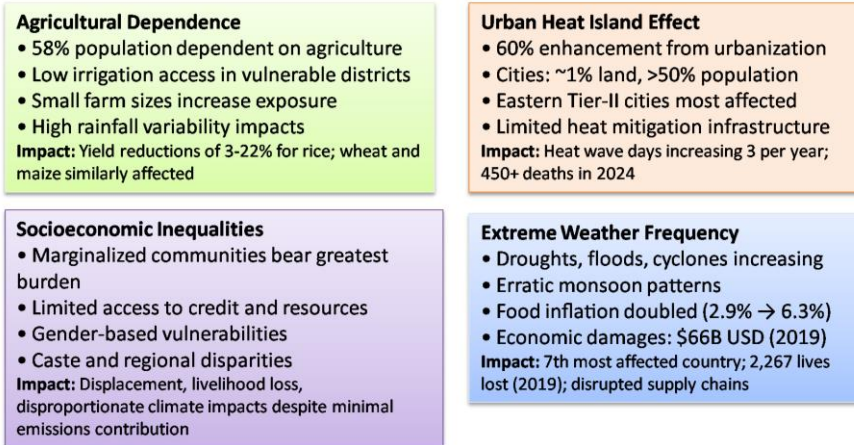 Agricultural Dependence
• 58% population dependent on agriculture
• Low irrigation access in vulnerable districts
• Small farm sizes increase exposure
• High rainfall variability impacts
Impact: Yield reductions of 3-22% for rice; wheat and
maize similarly affected
Urban Heat Island Effect
• 60% enhancement from urbanization
• Cities: ~1% land, >50% population
• Eastern Tier-II cities most affected
• Limited heat mitigation infrastructure
Impact: Heat wave days increasing 3 per year;
450+ deaths in 2024
Socioeconomic Inequalities
• Marginalized communities bear greatest
burden
• Limited access to credit and resources
• Gender-based vulnerabilities
• Caste and regional disparities
Impact: Displacement, livelihood loss,
disproportionate climate impacts despite minimal
emissions contribution
Extreme Weather Frequency
• Droughts, floods, cyclones increasing
• Erratic monsoon patterns
• Food inflation doubled (2.9% → 6.3%)
• Economic damages: $66B USD (2019)
Impact: 7th most affected country; 2,267 lives
lost (2019); disrupted supply chains